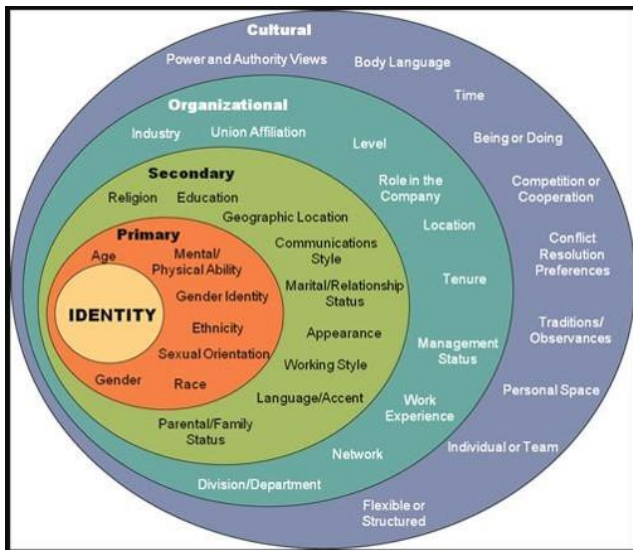 Cultural
Power and Authority Views
Body Language
Time
Being or Doing
Competition or
Cooperation
Conflict
Resolution
Preferences
Traditions/
Observances
Personal Space
Individual or Team
Flexible or
Structured
Organizational
Industry
Union Affiliation
Level
Role in the
Company
Location
Tenure
Management
Status
Work
Experience
Network
Division/Department
Secondary
Religion
Education
Geographic Location
Communications
Style
Marital/Relationship
Status
Appearance
Working Style
Language/Accent
Parental/Family
Status
Primary
Age
Mental/
Physical Ability
Gender Identity
Ethnicity
Sexual Orientation
Race
Gender
IDENTITY